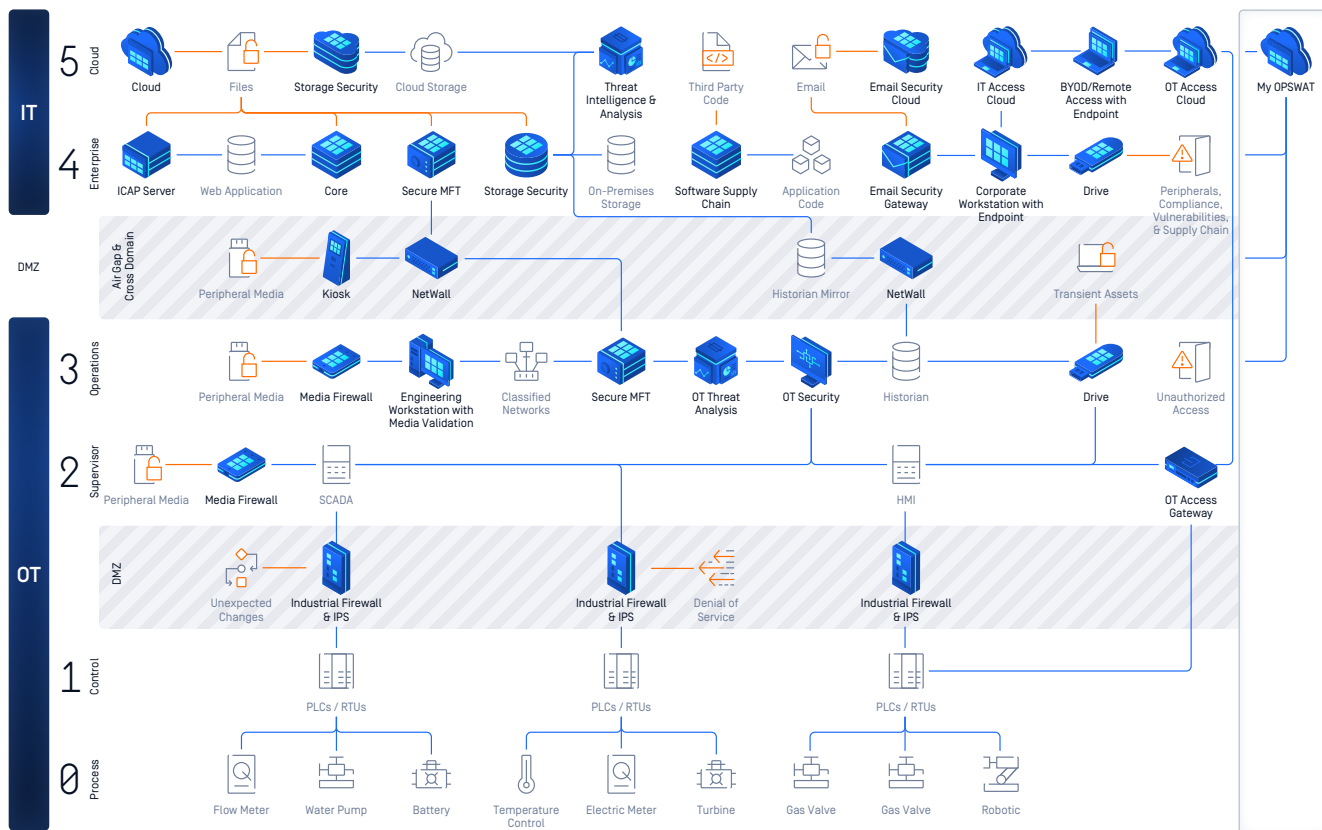 IT
5
Cloud
Cloud
Files
Storage Security
Cloud Storage
Threat
Intelligence &
Analysis
Third Party
Code
Email
Email Security
Cloud
IT Access
Cloud
BYOD/Remote
Access with
Endpoint
OT Access
Cloud
My OPSWAT
4
Enterprise
ICAP Server
Web Application
Core
Secure MFT
Storage Security
On-Premises
Storage
Software Supply
Chain
Application
Code
Email Security
Gateway
Corporate
Workstation with
Endpoint
Drive
Peripherals,
Compliance,
Vulnerabilities,
& Supply Chain
DMZ
Air Gap &
Cross Domain
Peripheral Media
Kiosk
NetWall
Historian Mirror
NetWall
Transient Assets
OT
3
Operations
Peripheral Media
Media Firewall
Engineering
Workstation with
Media Validation
Classified
Networks
Secure MFT
OT Threat
Analysis
OT Security
Historian
Drive
Unauthorized
Access
2
Supervisor
Peripheral Media
Media Firewall
SCADA
HMI
OT Access
Gateway
DMZ
Unexpected
Changes
Industrial Firewall
& IPS
Industrial Firewall
& IPS
Denial of
Service
Industrial Firewall
& IPS
1
Control
PLCs / RTUs
PLCs / RTUs
PLCs / RTUs
0
Process
Flow Meter
Water Pump
Battery
Temperature
Control
Electric Meter
Turbine
Gas Valve
Gas Valve
Robotic